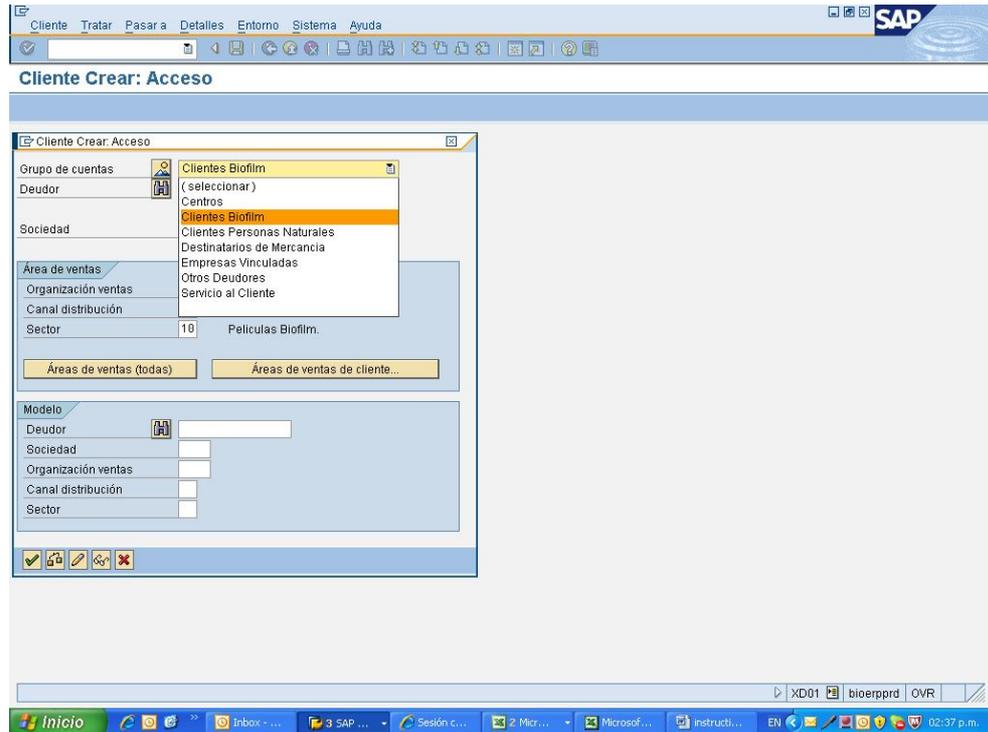 Cliente Tratar Pasar a Detalles Entorno Sistema Ayuda
SAP
Cliente Crear: Acceso
Cliente Crear: Acceso
Grupo de cuentas Clientes Biofilm
Deudor
(seleccionar)
Centros
Clientes Biofilm
Clientes Personas Naturales
Destinatarios de Mercancia
Empresas Vinculadas
Otros Deudores
Servicio al Cliente
Sociedad
Área de ventas
Organización ventas
Canal distribución
Sector 10 Peliculas Biofilm.
Áreas de ventas (todas) Áreas de ventas de cliente...
Modelo
Deudor
Sociedad
Organización ventas
Canal distribución
Sector
XD01 bioerpprd OVR
Inicio Inbox - ... 3 SAP ... Sesión c... 2 Micr... Microsof... instructi... EN 02:37 p.m.